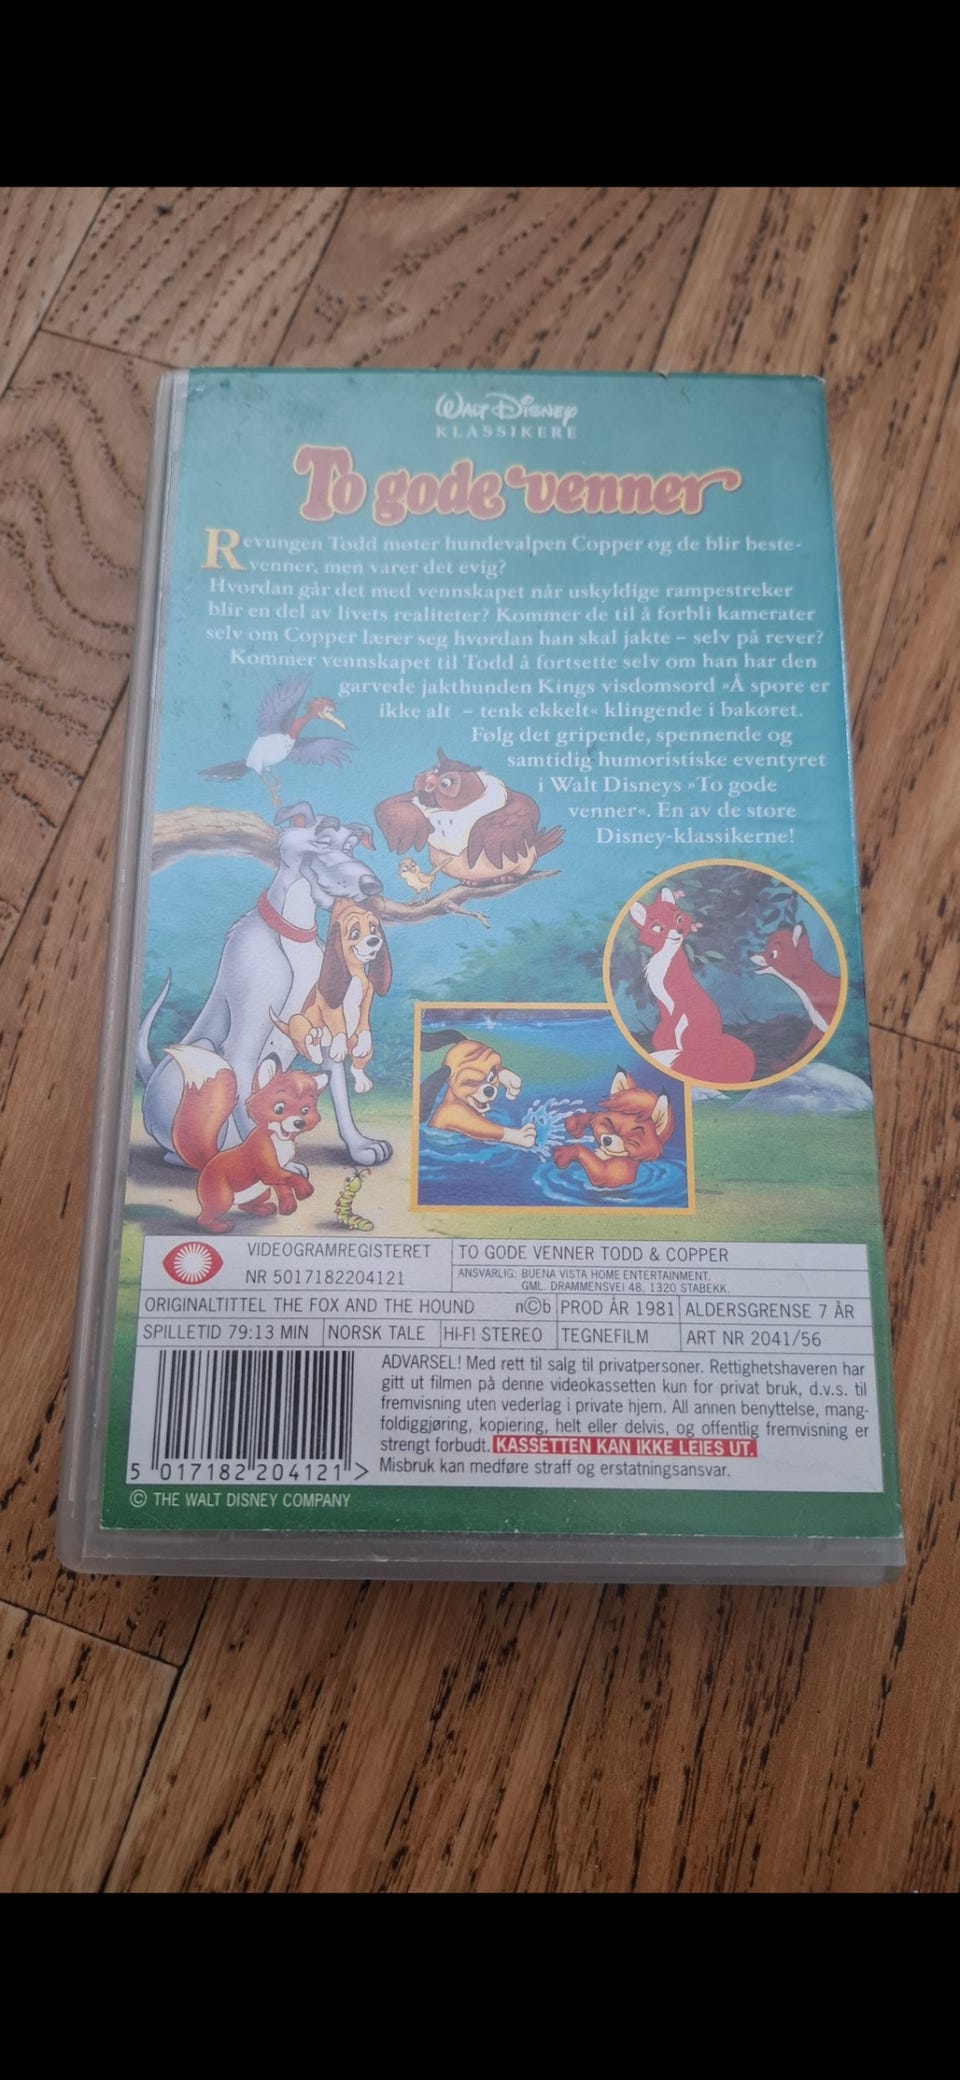 Walt Disney
KLASSIKERE
To gode venner
Revungen Todd møter hundevalpen Copper og de blir beste-
venner, men varer det evig?
Hvordan går det med vennskapet når uskyldige rampestreker
blir en del av livets realiteter? Kommer de til å forbli kamerater
selv om Copper lærer seg hvordan han skal jakte – selv på rever?
Kommer vennskapet til Todd å fortsette selv om han har den
garvede jakthunden Kings visdomsord »Å spore er
ikke alt – tenk ekkelt« klingende i bakøret.
Følg det gripende, spennende og
samtidig humoristiske eventyret
i Walt Disneys »To gode
venner«. En av de store
Disney-klassikerne!
VIDEOGRAMREGISTERET
NR 5017182204121
TO GODE VENNER TODD & COPPER
ANSVARLIG: BUENA VISTA HOME ENTERTAINMENT.
GML. DRAMMENSVEI 48, 1320 STABEKK.
ORIGINALTITTEL THE FOX AND THE HOUND n©b PROD ÅR 1981 ALDERSGRENSE 7 ÅR
SPILLETID 79:13 MIN NORSK TALE HI-FI STEREO TEGNEFILM ART NR 2041/56
ADVARSEL! Med rett til salg til privatpersoner. Rettighetshaveren har
gitt ut filmen på denne videokassetten kun for privat bruk, d.v.s. til
fremvisning uten vederlag i private hjem. All annen benyttelse, mang-
foldiggjøring, kopiering, helt eller delvis, og offentlig fremvisning er
strengt forbudt. KASSETTEN KAN IKKE LEIES UT.
Misbruk kan medføre straff og erstatningsansvar.
5 017182 204121 >
© THE WALT DISNEY COMPANY